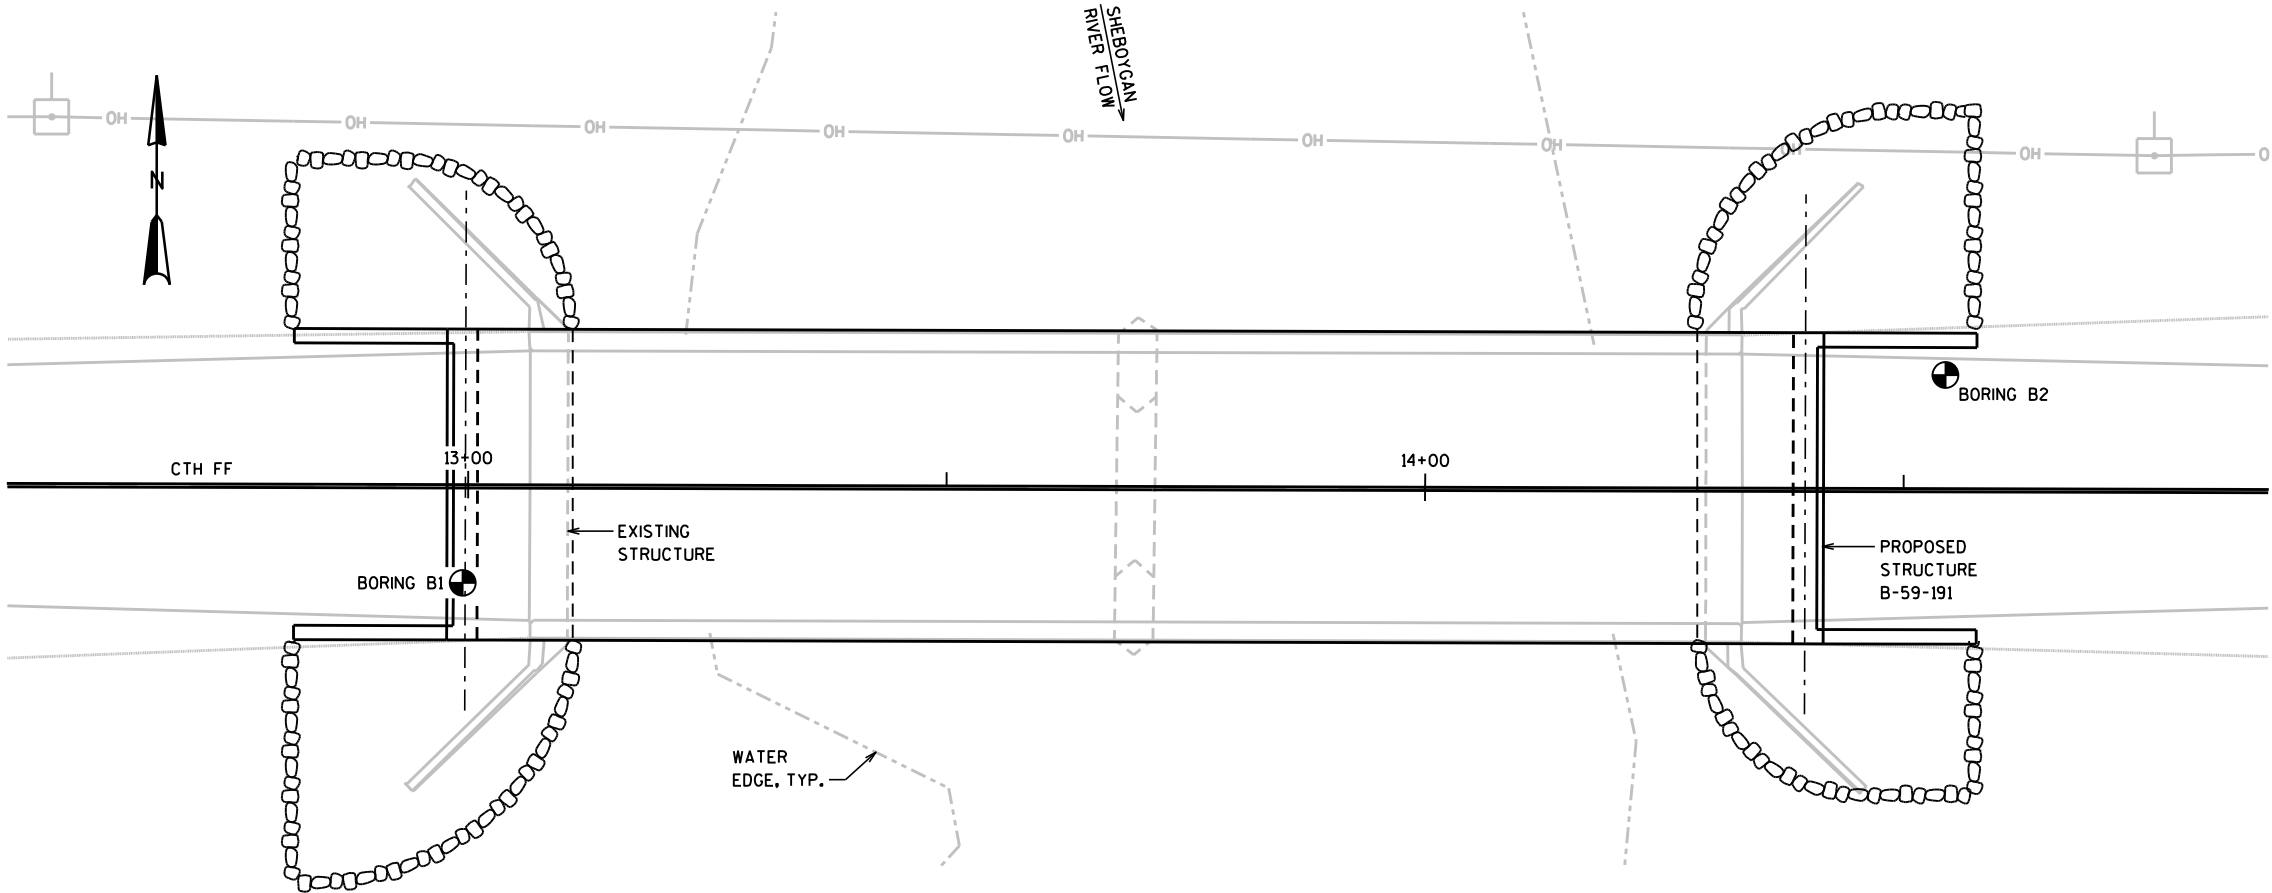 SHEBOYGAN
RIVER FLOW
OH
OH
OH
OH
OH
OH
OH
OH
OH
O
N
BORING B2
13+00
14+00
CTH FF
EXISTING
STRUCTURE
PROPOSED
STRUCTURE
B-59-191
BORING B1
WATER
EDGE, TYP.